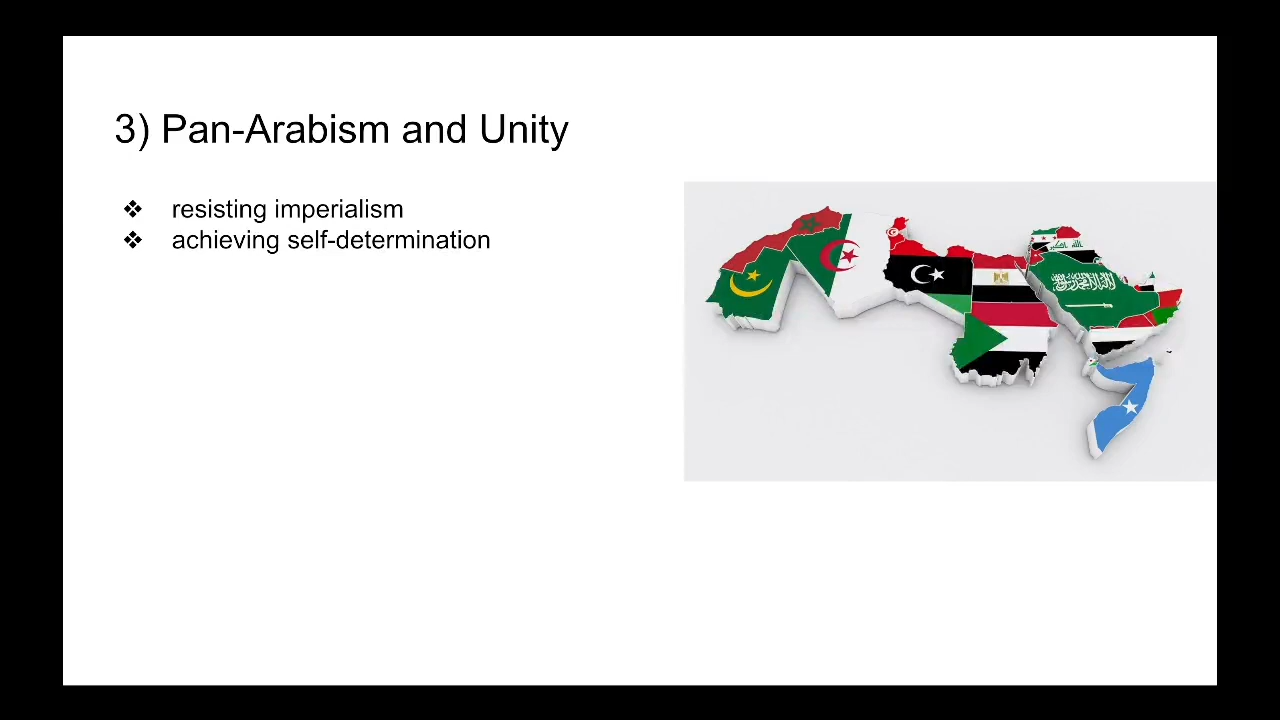 3) Pan-Arabism and Unity
❖ resisting imperialism
❖ achieving self-determination